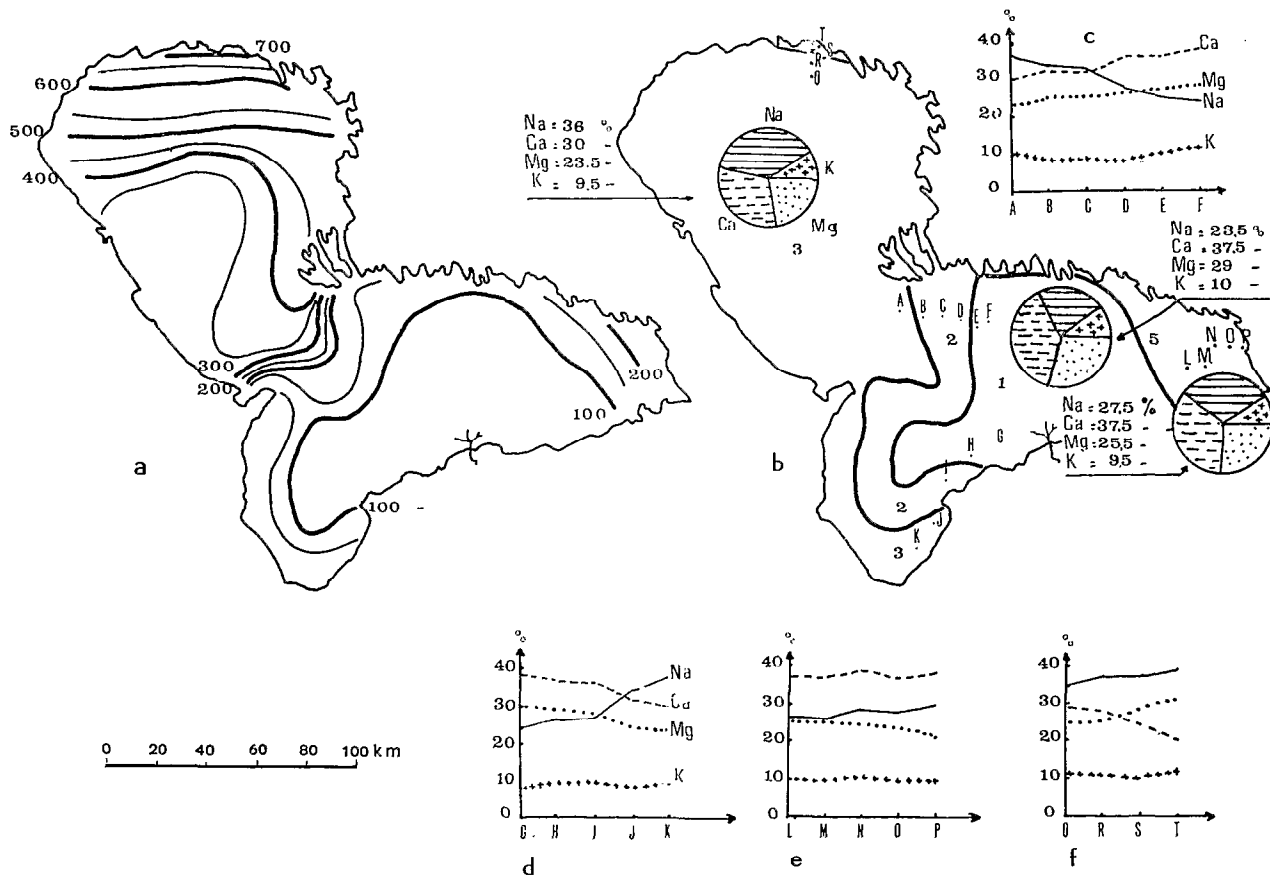 700
600
500
400
300
200
200
100
100 -
a
T
S
R
Q
Na : 36 %
Ca : 30 -
Mg = 23.5 -
K = 9,5 -
Na
K
Ca
Mg
3
A
B
C
D
E
F
2
1
5
N O P
L M
H
G
I
2
J
K
3
b
Na = 23,5 %
Ca = 37,5 -
Mg = 29 -
K = 10 -
Na = 27,5 %
Ca = 37,5 -
Mg = 25,5 -
K = 9,5 -
%
c
40
30
20
10
0
Ca
Mg
Na
K
A B C D E F
0 20 40 60 80 100 km
%
40
30
20
10
0
Na
Ca
Mg
K
G H I J K
d
%
40
30
20
10
0
L M N O P
e
%
40
30
20
10
0
Q R S T
f